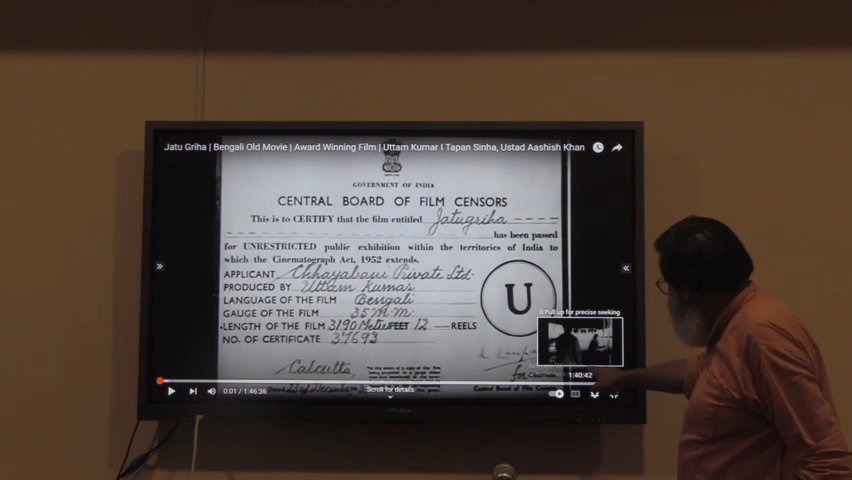 Jatu Griha | Bengali Old Movie | Award Winning Film | Uttam Kumar I Tapan Sinha, Ustad Aashish Khan
GOVERNMENT OF INDIA
CENTRAL BOARD OF FILM CENSORS
This is to CERTIFY that the film entitled Jatugriha ----
has been passed
for UNRESTRICTED public exhibition within the territories of India to
which the Cinematograph Act, 1952 extends.
APPLICANT Chhayabani Private Ltd.
PRODUCED BY Uttam Kumar
LANGUAGE OF THE FILM Bengali
GAUGE OF THE FILM 35 m.m.
LENGTH OF THE FILM 3190 Metre FEET 12 — REELS
NO. OF CERTIFICATE 37693
U
Pull up for precise seeking
Calcutta,
for Chairman
1:40:42
0:01 / 1:46:36
Scroll for details
Central Board of Film